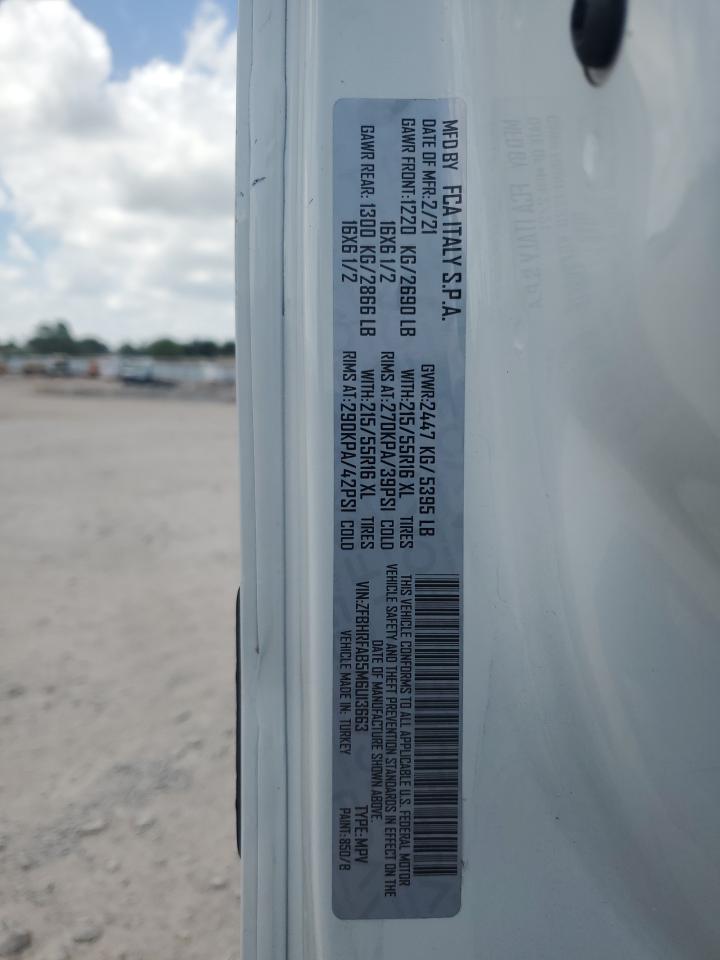 MFD BY FCA ITALY S.P.A.
DATE OF MFR:2/21 GVWR:2447 KG/5395 LB
GAWR FRONT:1220 KG/2690 LB WITH:215/55R16 XL TIRES
16X6 1/2 RIMS AT:270KPA/39PSI COLD
GAWR REAR: 1300 KG/2866 LB WITH:215/55R16 XL TIRES
16X6 1/2 RIMS AT:290KPA/42PSI COLD
THIS VEHICLE CONFORMS TO ALL APPLICABLE U.S. FEDERAL MOTOR
VEHICLE SAFETY AND THEFT PREVENTION STANDARDS IN EFFECT ON THE
DATE OF MANUFACTURE SHOWN ABOVE.
VIN:ZFBHRFAB5M6U13663 TYPE:MPV
VEHICLE MADE IN: TURKEY PAINT:850/B